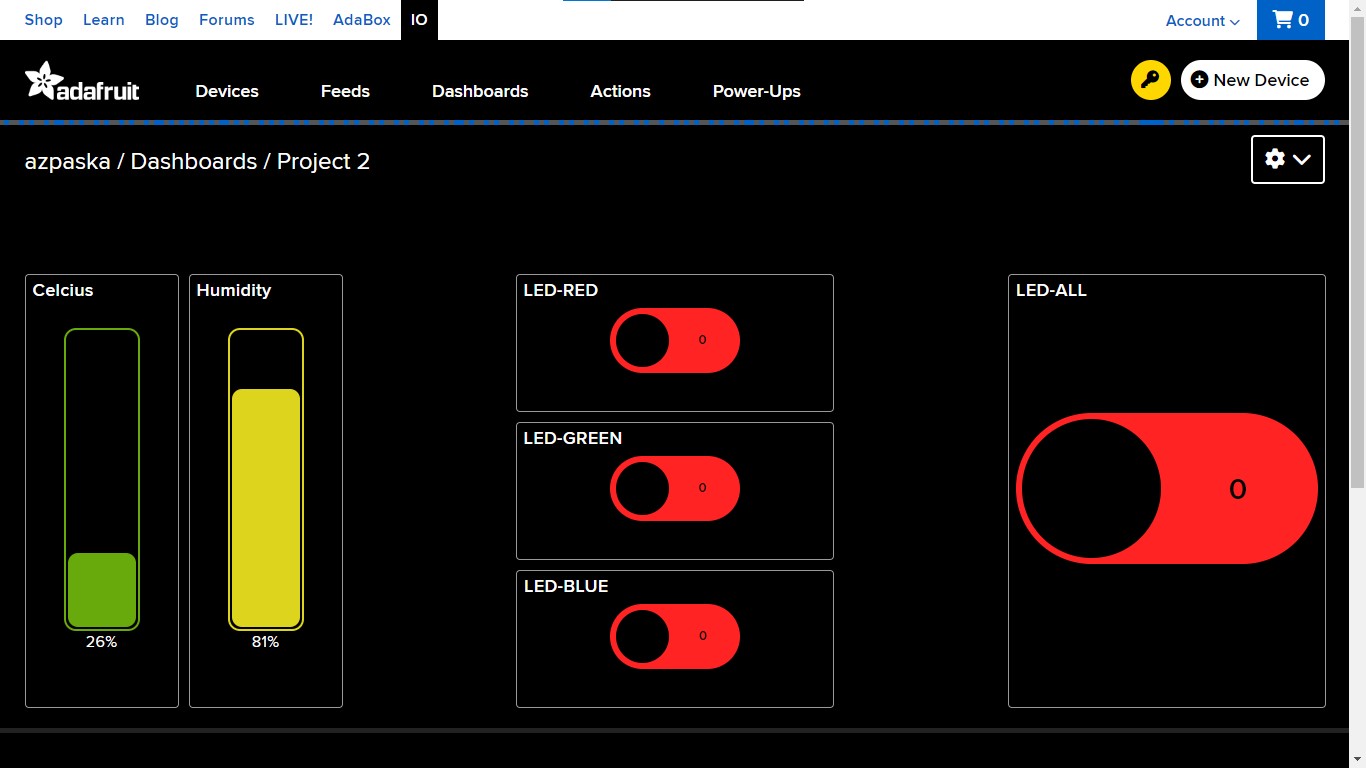 Shop Learn Blog Forums LIVE! AdaBox IO Account 0
adafruit Devices Feeds Dashboards Actions Power-Ups New Device
azpaska / Dashboards / Project 2
Celcius
26%
Humidity
81%
LED-RED
0
LED-GREEN
0
LED-BLUE
0
LED-ALL
0